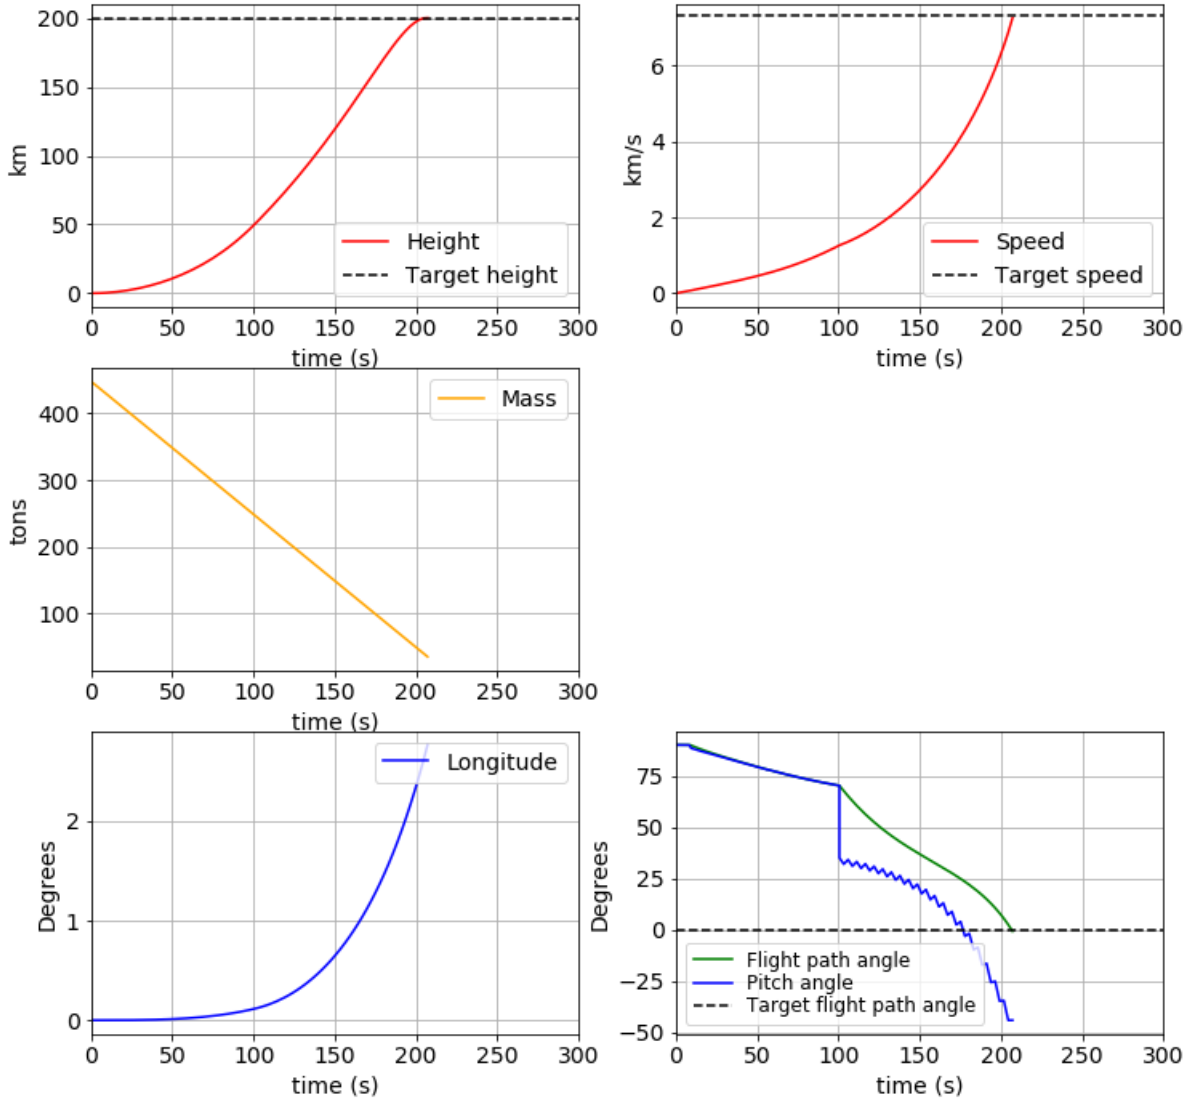 200
150
100
50
0
km
0 50 100 150 200 250 300
time (s)
Height
Target height
6
4
2
0
km/s
0 50 100 150 200 250 300
time (s)
Speed
Target speed
400
300
200
100
tons
0 50 100 150 200 250 300
time (s)
Mass
2
1
0
Degrees
0 50 100 150 200 250 300
time (s)
Longitude
75
50
25
0
−25
−50
Degrees
0 50 100 150 200 250 300
time (s)
Flight path angle
Pitch angle
Target flight path angle